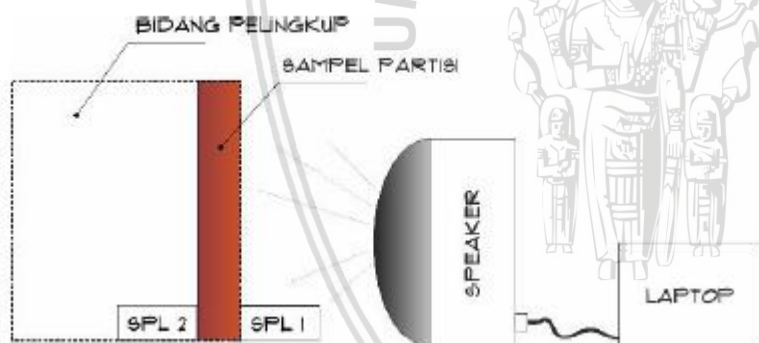 BIDANG PELINGKUP
SAMPEL PARTISI
SPEAKER
LAPTOP
SPL 2
SPL 1